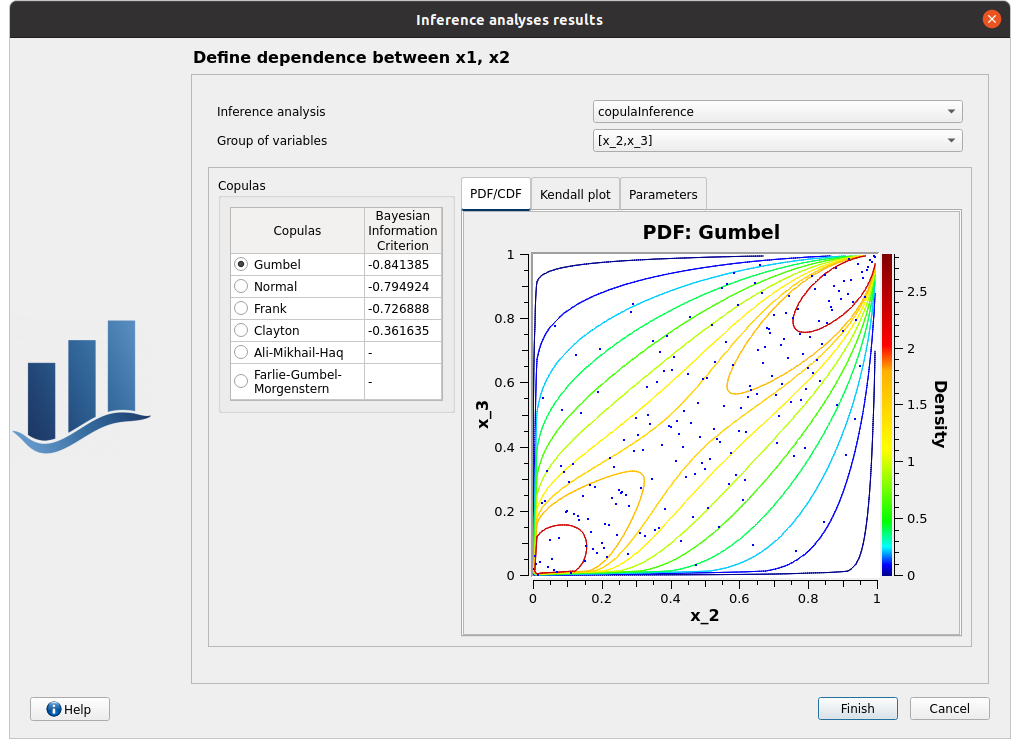 Inference analyses results
Define dependence between x1, x2
Inference analysis
copulaInference
Group of variables
[x_2,x_3]
Copulas
Copulas
Bayesian
Information
Criterion
Gumbel -0.841385
Normal -0.794924
Frank -0.726888
Clayton -0.361635
Ali-Mikhail-Haq -
Farlie-Gumbel-
Morgenstern -
PDF/CDF Kendall plot Parameters
PDF: Gumbel
1
0.8
0.6
0.4
0.2
0
x_3
0 0.2 0.4 0.6 0.8 1
x_2
2.5
2
1.5
1
0.5
0
Density
Help
Finish
Cancel